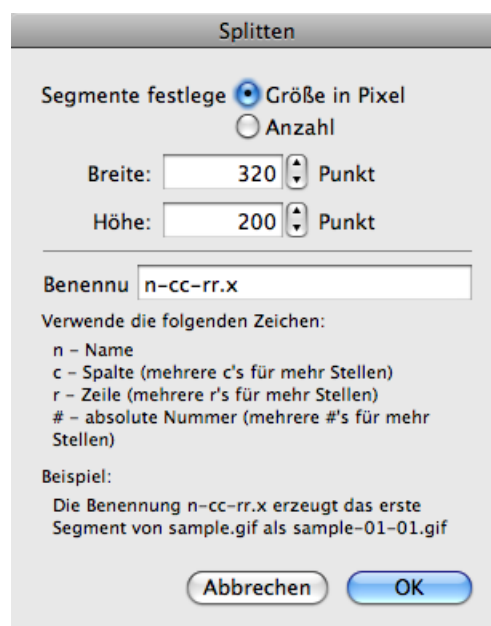 Splitten
Segmente festlege Größe in Pixel
Anzahl
Breite: 320 Punkt
Höhe: 200 Punkt
Benennu n-cc-rr.x
Verwende die folgenden Zeichen:
n – Name
c – Spalte (mehrere c's für mehr Stellen)
r – Zeile (mehrere r's für mehr Stellen)
# – absolute Nummer (mehrere #'s für mehr
Stellen)
Beispiel:
Die Benennung n-cc-rr.x erzeugt das erste
Segment von sample.gif als sample-01-01.gif
Abbrechen OK